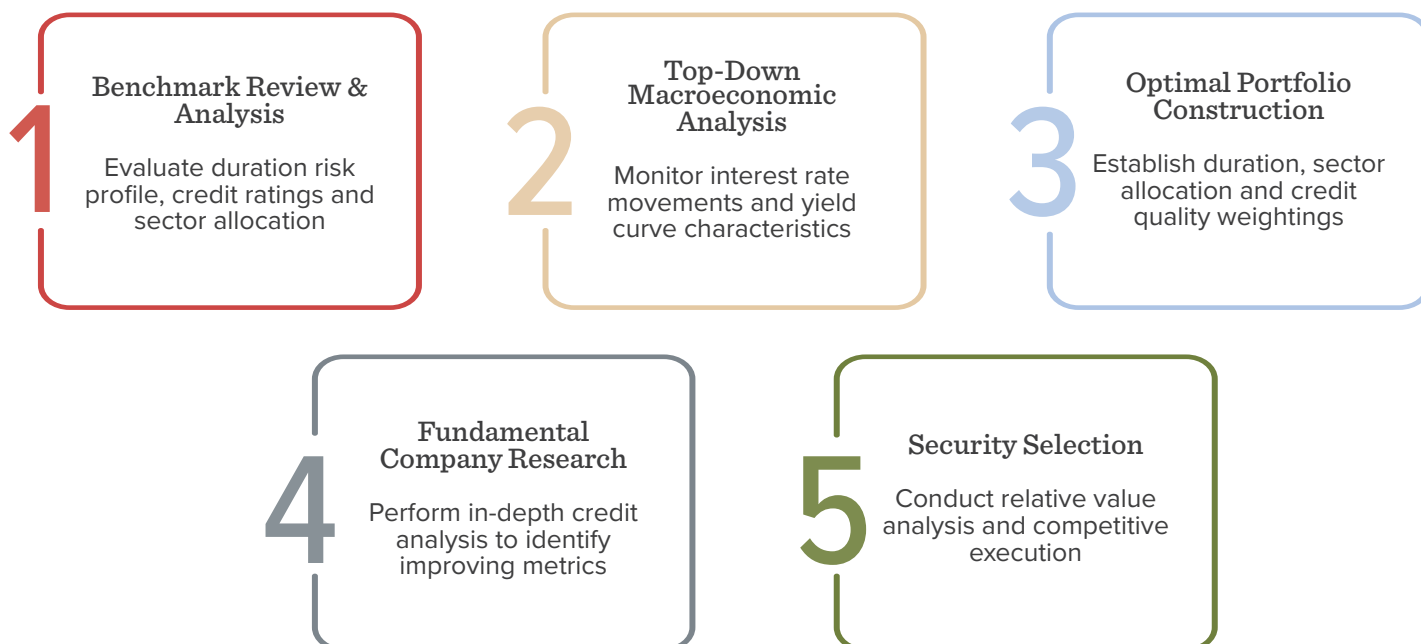 1
Benchmark Review &
Analysis
Evaluate duration risk
profile, credit ratings and
sector allocation
2
Top-Down
Macroeconomic
Analysis
Monitor interest rate
movements and yield
curve characteristics
3
Optimal Portfolio
Construction
Establish duration, sector
allocation and credit
quality weightings
4
Fundamental
Company Research
Perform in-depth credit
analysis to identify
improving metrics
5
Security Selection
Conduct relative value
analysis and competitive
execution